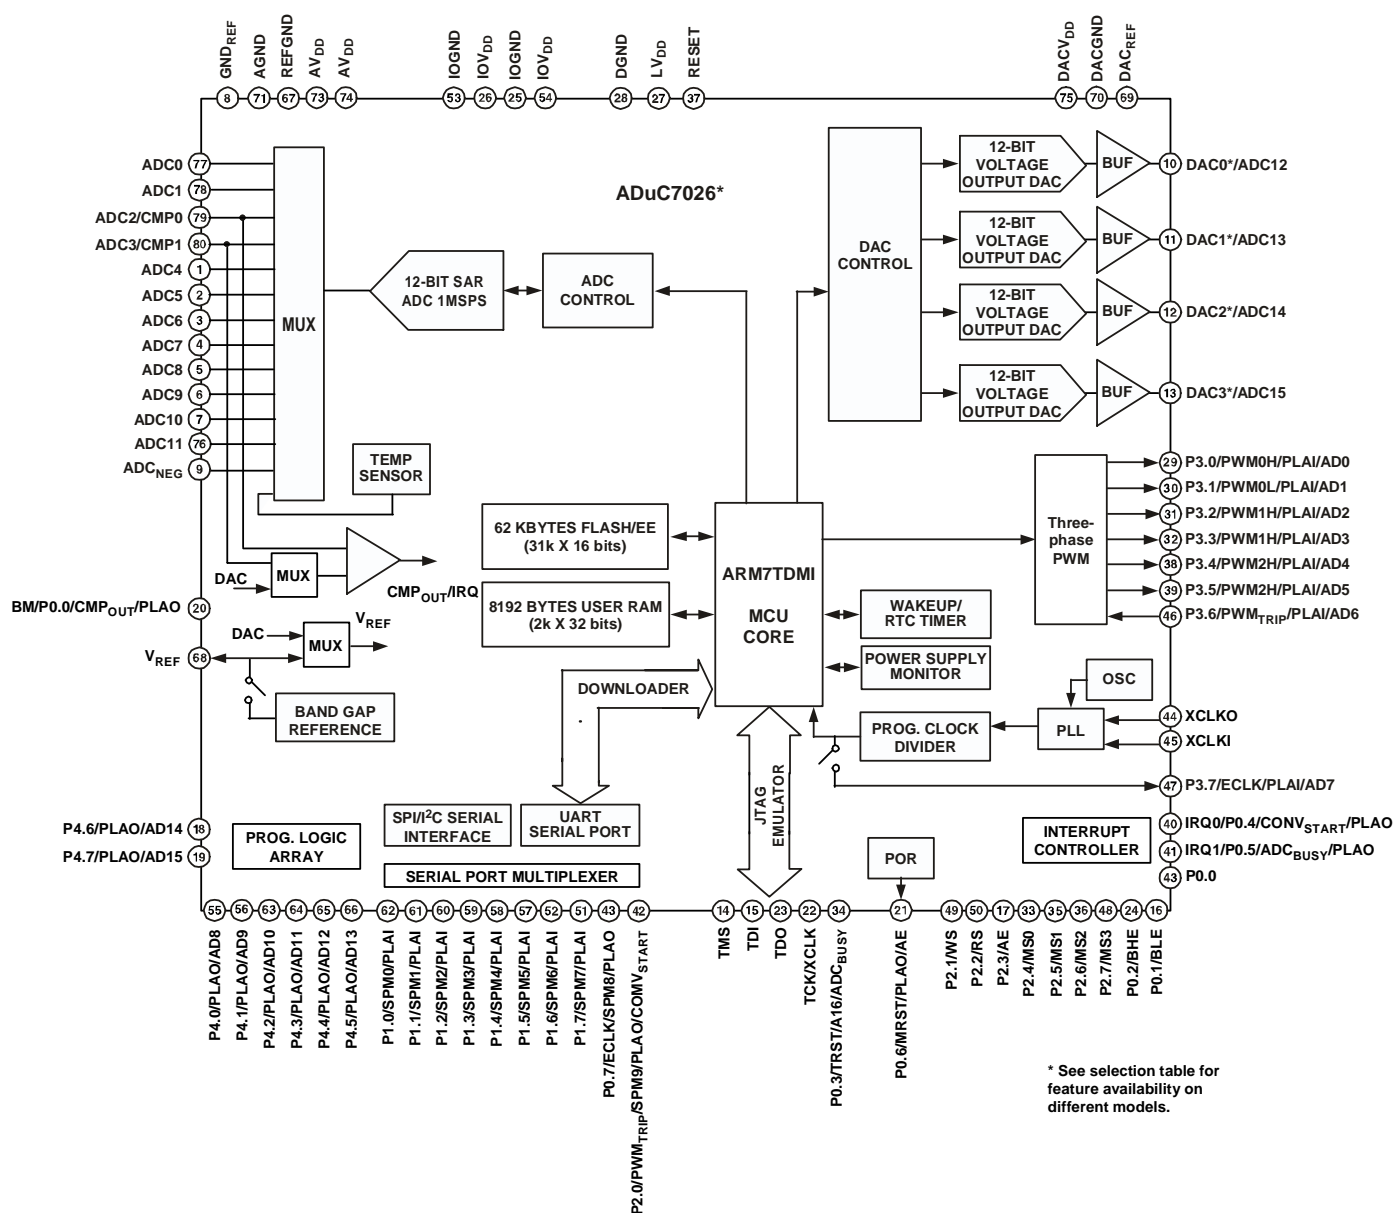 GND_REF
AGND
REFGND
AV_DD
AV_DD
IOGND
IOV_DD
IOGND
IOV_DD
DGND
LV_DD
RESET
DACV_DD
DACGND
DAC_REF
8
71
67
73
74
53
26
25
54
28
27
37
75
70
69
ADuC7026*
ADC0 77
ADC1 78
ADC2/CMP0 79
ADC3/CMP1 80
ADC4 1
ADC5 2
ADC6 3
ADC7 4
ADC8 5
ADC9 6
ADC10 7
ADC11 76
ADC_NEG 9
MUX
12-BIT SAR
ADC 1MSPS
ADC
CONTROL
TEMP
SENSOR
DAC
CONTROL
12-BIT
VOLTAGE
OUTPUT DAC
BUF
10 DAC0*/ADC12
12-BIT
VOLTAGE
OUTPUT DAC
BUF
11 DAC1*/ADC13
12-BIT
VOLTAGE
OUTPUT DAC
BUF
12 DAC2*/ADC14
12-BIT
VOLTAGE
OUTPUT DAC
BUF
13 DAC3*/ADC15
62 KBYTES FLASH/EE
(31k X 16 bits)
8192 BYTES USER RAM
(2k X 32 bits)
ARM7TDMI
MCU
CORE
Three-
phase
PWM
29 P3.0/PWM0H/PLAI/AD0
30 P3.1/PWM0L/PLAI/AD1
31 P3.2/PWM1H/PLAI/AD2
32 P3.3/PWM1H/PLAI/AD3
38 P3.4/PWM2H/PLAI/AD4
39 P3.5/PWM2H/PLAI/AD5
46 P3.6/PWM_TRIP/PLAI/AD6
DAC
MUX
CMP_OUT/IRQ
BM/P0.0/CMP_OUT/PLAO 20
DAC
MUX
V_REF
V_REF 68
BAND GAP
REFERENCE
WAKEUP/
RTC TIMER
POWER SUPPLY
MONITOR
DOWNLOADER
OSC
PLL
PROG. CLOCK
DIVIDER
44 XCLKO
45 XCLKI
47 P3.7/ECLK/PLAI/AD7
JTAG
EMULATOR
P4.6/PLAO/AD14 18
P4.7/PLAO/AD15 19
PROG. LOGIC
ARRAY
SPI/I²C SERIAL
INTERFACE
UART
SERIAL PORT
SERIAL PORT MULTIPLEXER
POR
INTERRUPT
CONTROLLER
40 IRQ0/P0.4/CONV_START/PLAO
41 IRQ1/P0.5/ADC_BUSY/PLAO
43 P0.0
55
56
63
64
65
66
62
61
60
59
58
57
52
51
43
42
14
15
23
22
34
21
49
50
17
33
35
36
48
24
16
P4.0/PLAO/AD8
P4.1/PLAO/AD9
P4.2/PLAO/AD10
P4.3/PLAO/AD11
P4.4/PLAO/AD12
P4.5/PLAO/AD13
P1.0/SPM0/PLAI
P1.1/SPM1/PLAI
P1.2/SPM2/PLAI
P1.3/SPM3/PLAI
P1.4/SPM4/PLAI
P1.5/SPM5/PLAI
P1.6/SPM6/PLAI
P1.7/SPM7/PLAI
P0.7/ECLK/SPM8/PLAO
P2.0/PWM_TRIP/SPM9/PLAO/COMV_START
TMS
TDI
TDO
TCK/XCLK
P0.3/TRST/A16/ADC_BUSY
P0.6/MRST/PLAO/AE
P2.1/WS
P2.2/RS
P2.3/AE
P2.4/MS0
P2.5/MS1
P2.6/MS2
P2.7/MS3
P0.2/BHE
P0.1/BLE
* See selection table for
feature availability on
different models.